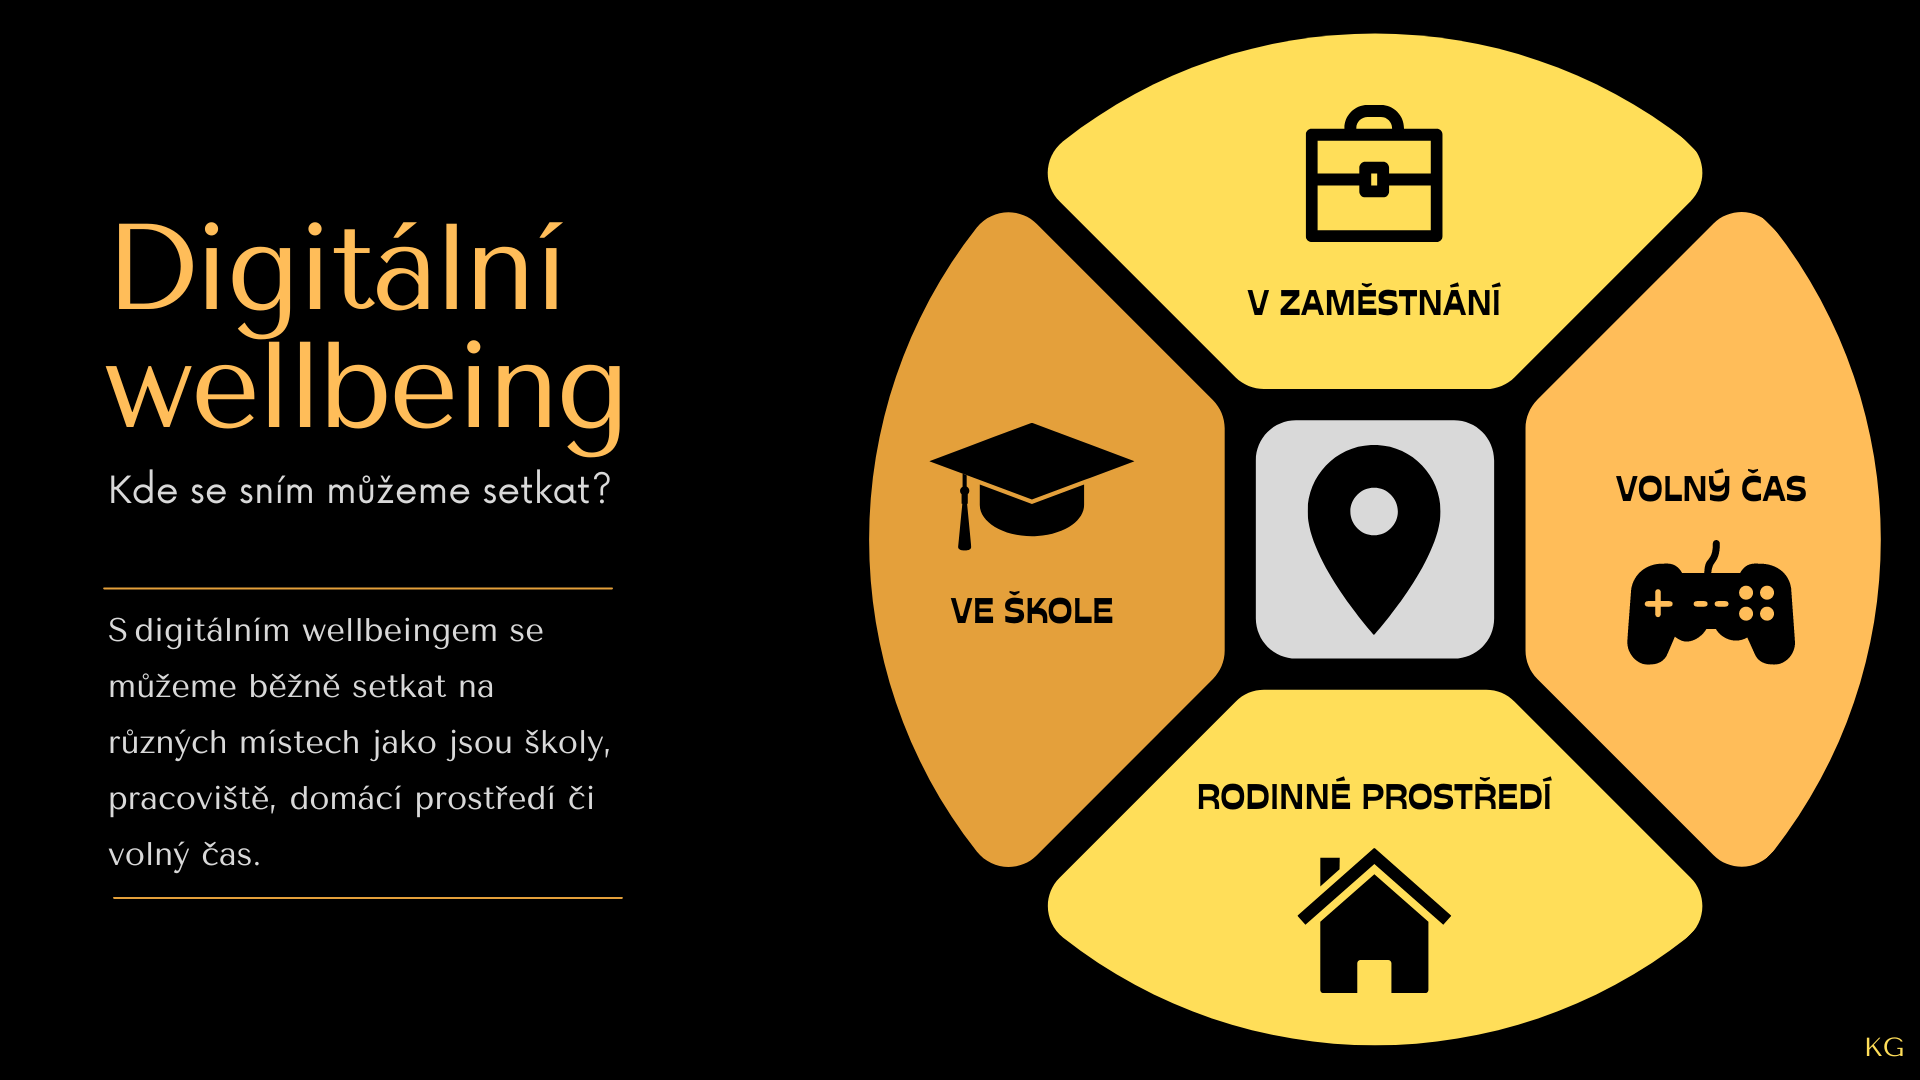 Digitální
wellbeing
Kde se sním můžeme setkat?
S digitálním wellbeingem se
můžeme běžně setkat na
různých místech jako jsou školy,
pracoviště, domácí prostředí či
volný čas.
V ZAMĚSTNÁNÍ
VE ŠKOLE
VOLNÝ ČAS
RODINNÉ PROSTŘEDÍ
KG